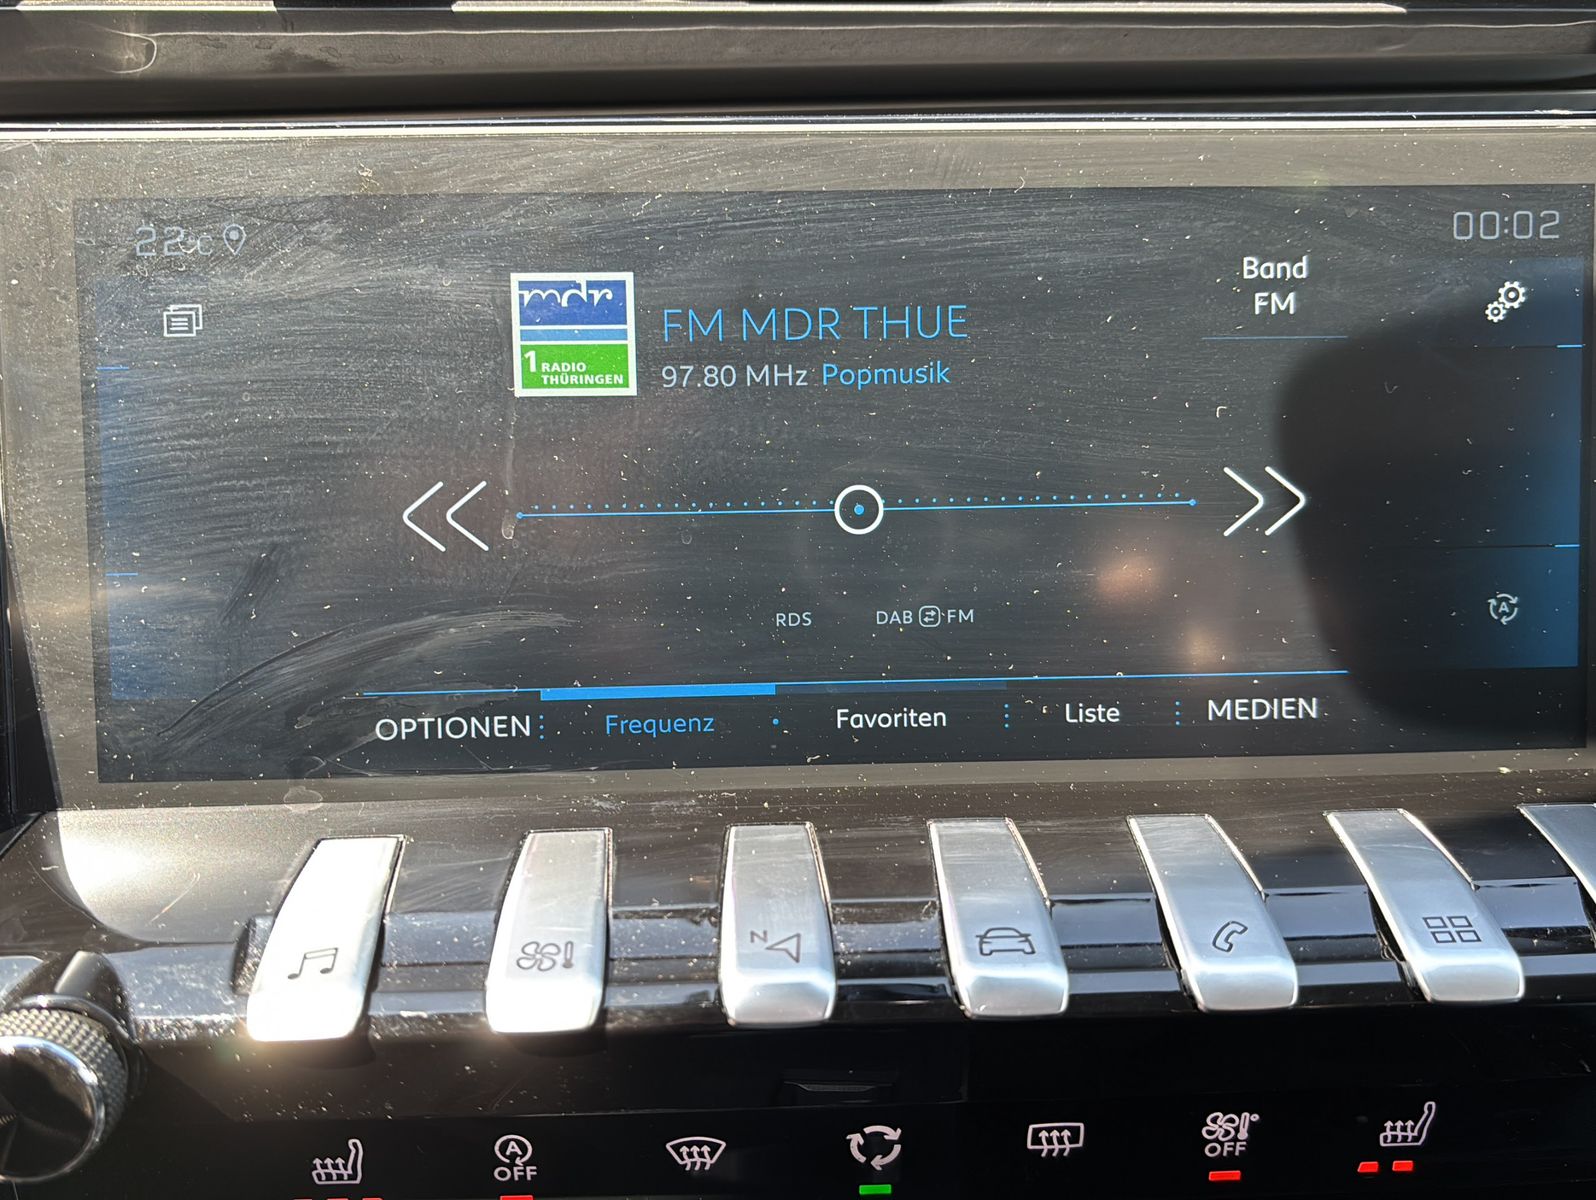 22°C
00:02
Band
FM
mdr
1 RADIO
THÜRINGEN
FM MDR THUE
97.80 MHz Popmusik
RDS
DAB FM
A
OPTIONEN
Frequenz
Favoriten
Liste
MEDIEN
N
A
OFF
OFF